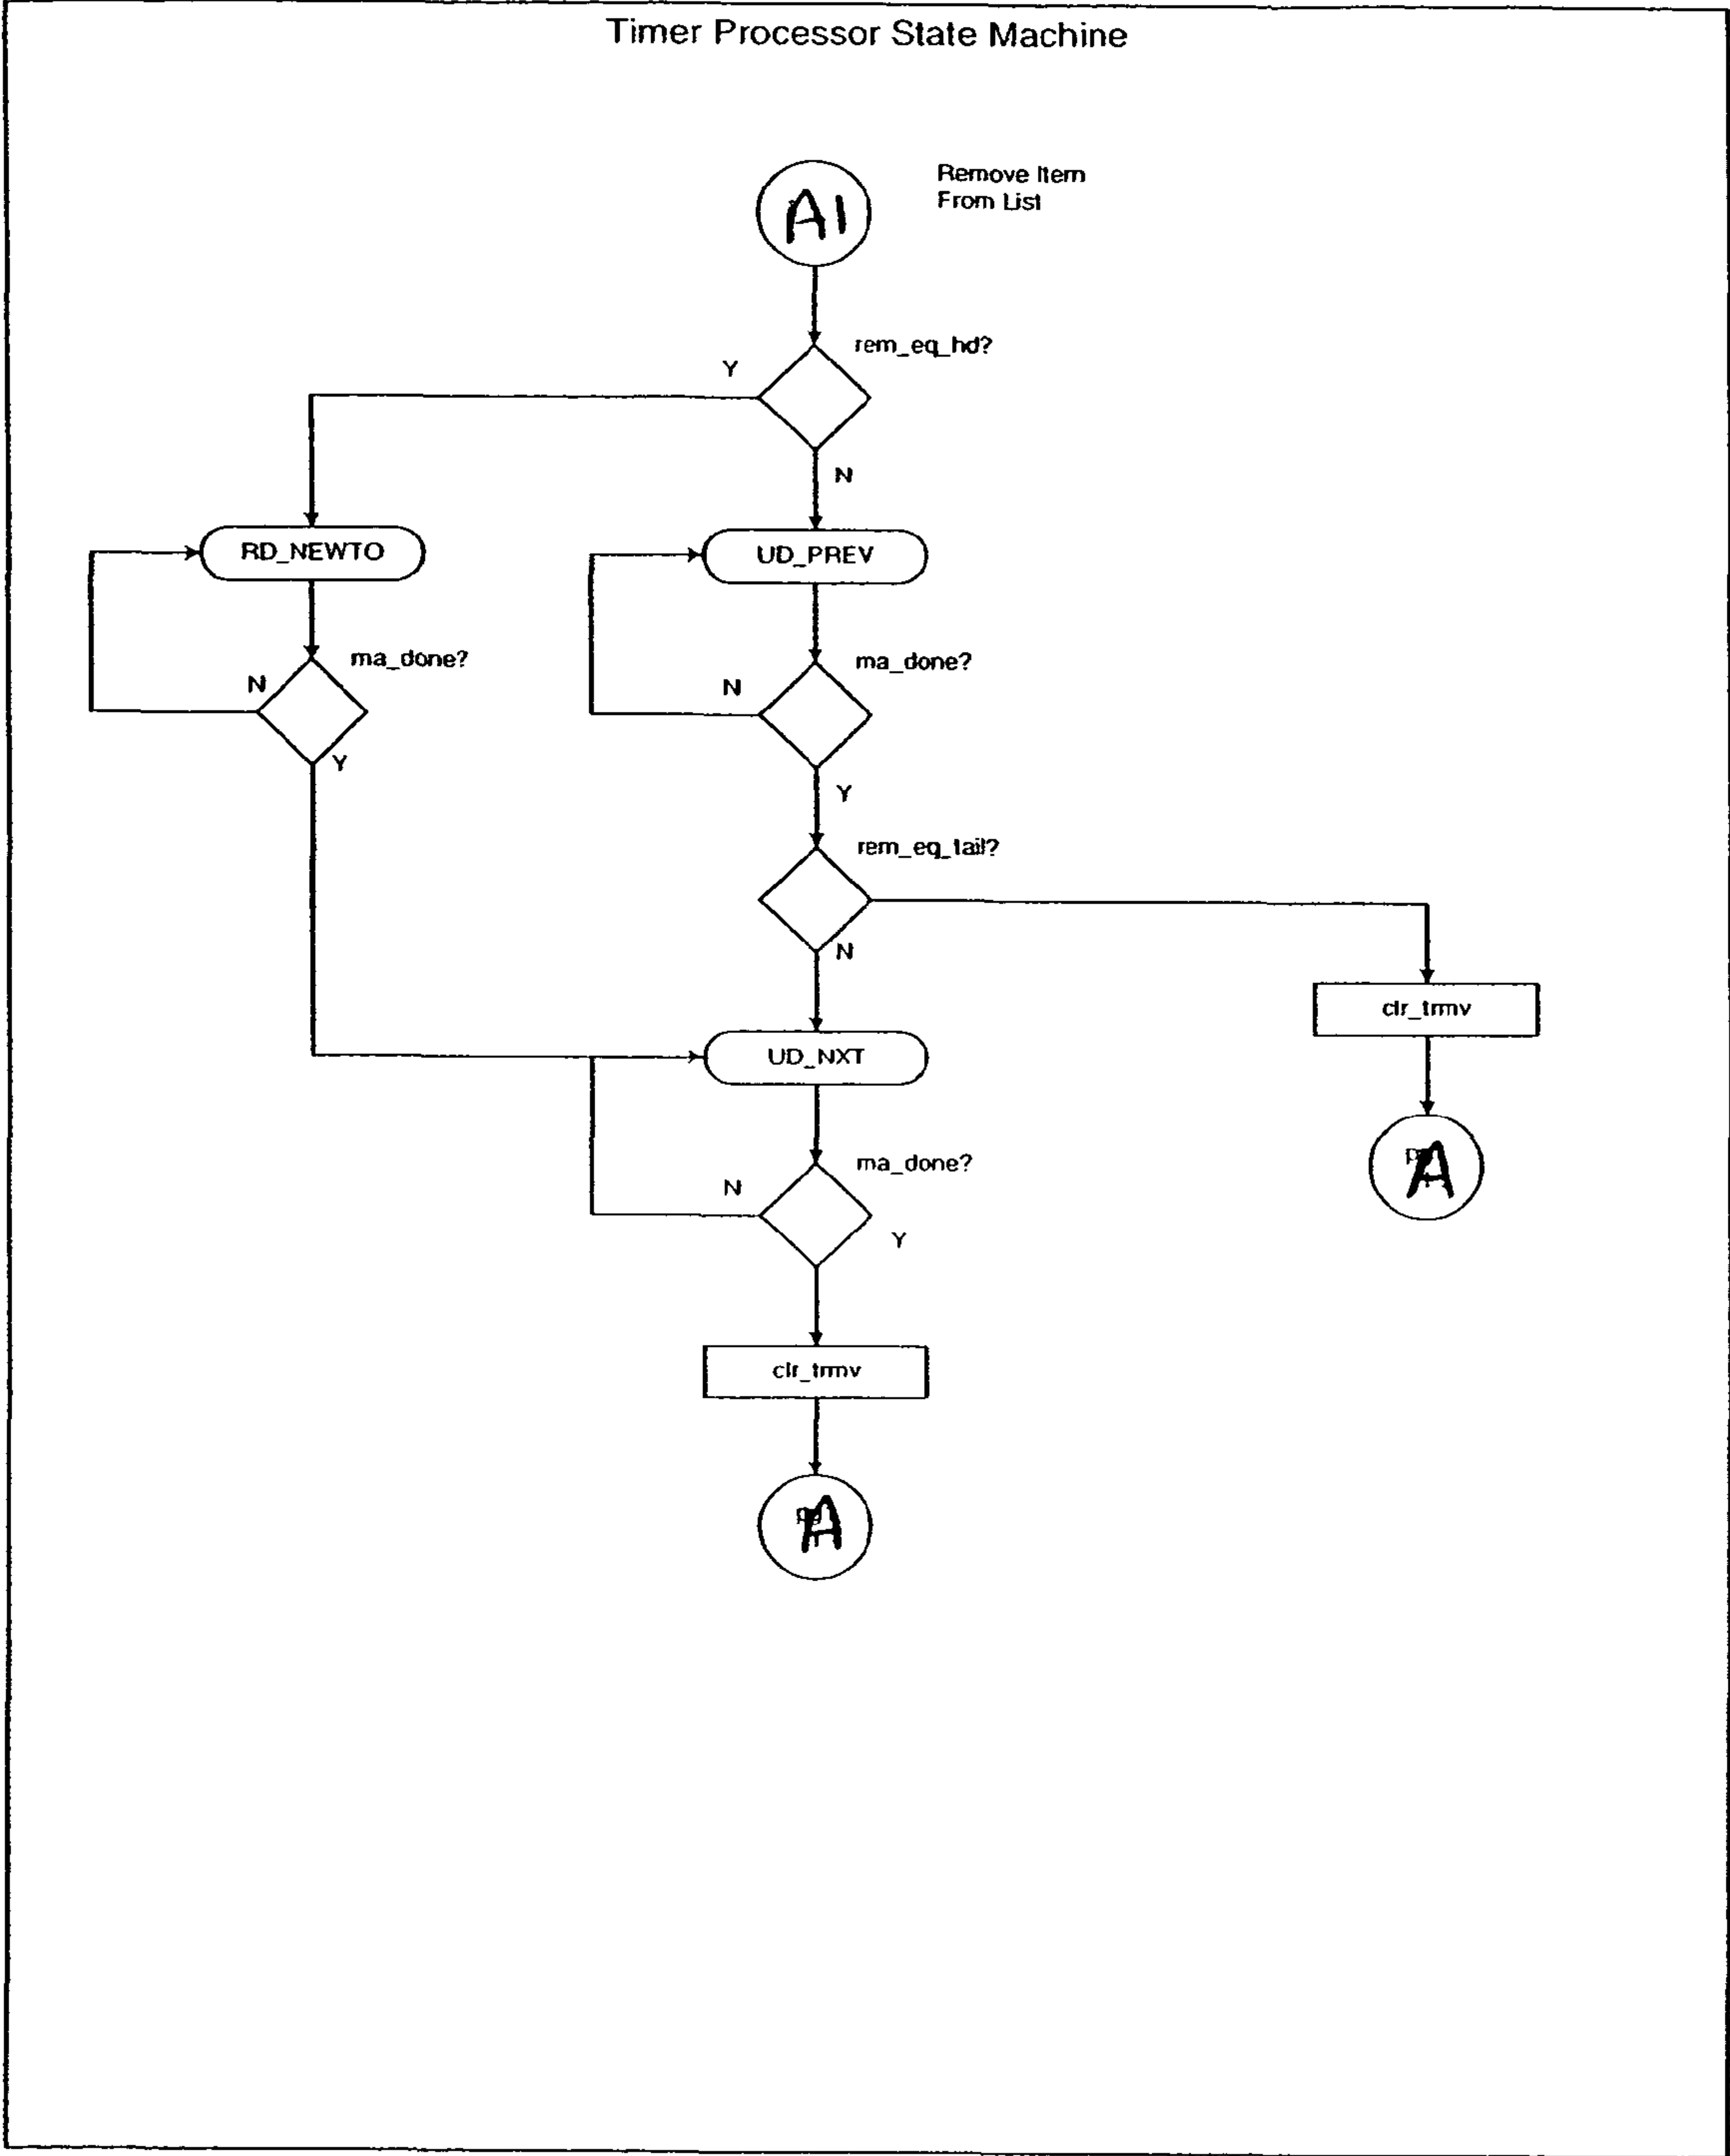 Timer Processor State Machine
A1
Remove Item
From List
rem_eq_hd?
Y
N
RD_NEWTO
UD_PREV
ma_done?
N
Y
ma_done?
N
Y
rem_eq_tail?
N
clr_trmv
A
UD_NXT
ma_done?
N
Y
clr_trmv
A